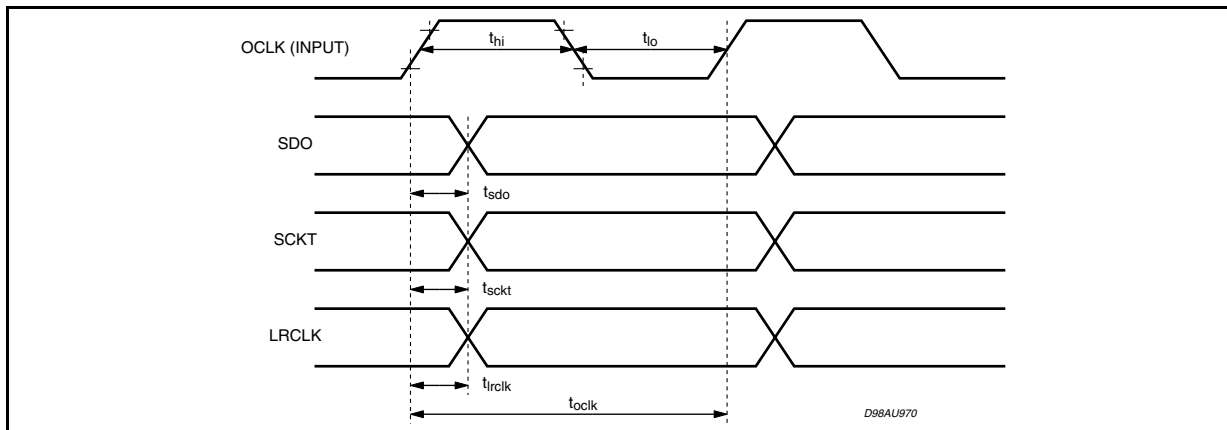 OCLK (INPUT)
thi
tlo
SDO
tsdo
SCKT
tsckt
LRCLK
tlrclk
toclk
D98AU970